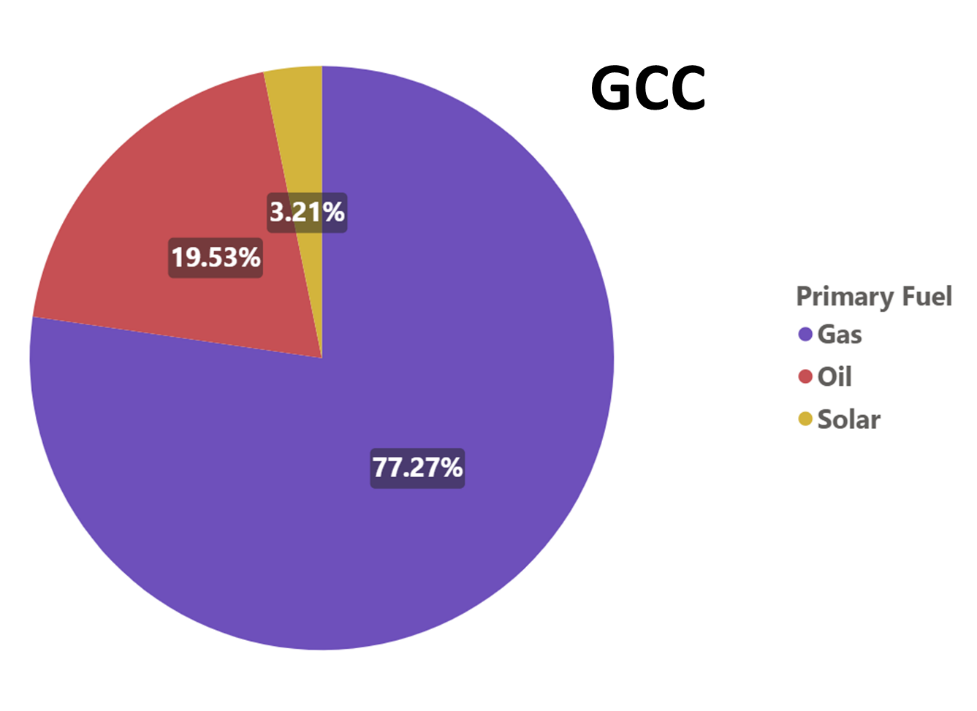 GCC
3.21%
19.53%
77.27%
Primary Fuel
Gas
Oil
Solar